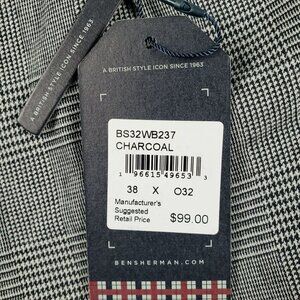 A BRITISH STYLE ICON SINCE 1963
A BRITISH STYLE ICON SINCE 1963
BS32WB237
CHARCOAL
1 96615 49653 3
38 X O32
Manufacturer's
Suggested
Retail Price $99.00
BENSHERMAN.COM